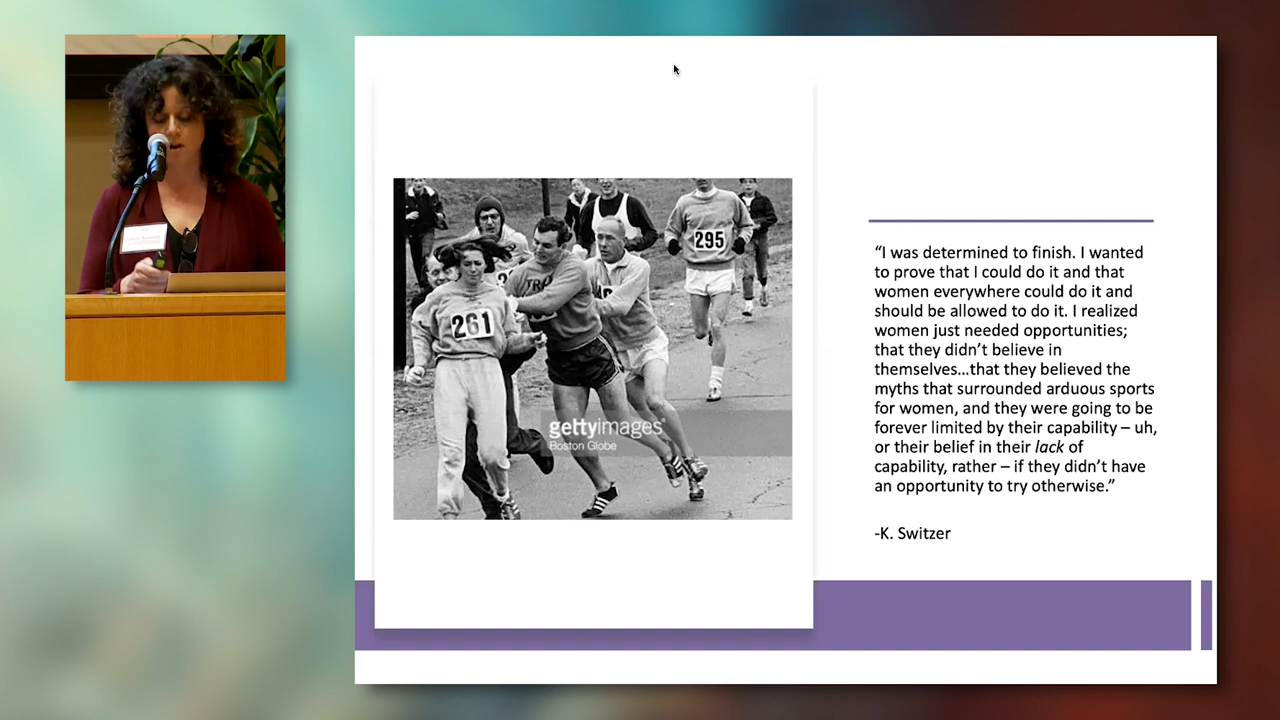 295
261
TR
gettyimages®
Boston Globe
“I was determined to finish. I wanted
to prove that I could do it and that
women everywhere could do it and
should be allowed to do it. I realized
women just needed opportunities;
that they didn’t believe in
themselves…that they believed the
myths that surrounded arduous sports
for women, and they were going to be
forever limited by their capability – uh,
or their belief in their lack of
capability, rather – if they didn’t have
an opportunity to try otherwise.”
-K. Switzer